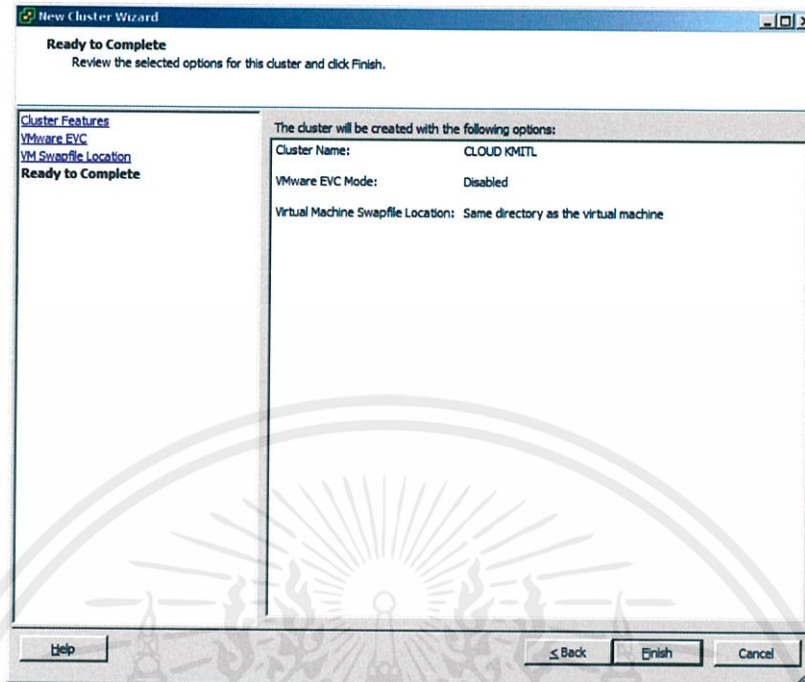 New Cluster Wizard
Ready to Complete
Review the selected options for this cluster and click Finish.
Cluster Features
VMware EVC
VM Swapfile Location
Ready to Complete
The cluster will be created with the following options:
Cluster Name: CLOUD KMITL
VMware EVC Mode: Disabled
Virtual Machine Swapfile Location: Same directory as the virtual machine
Help
≤ Back
Finish
Cancel